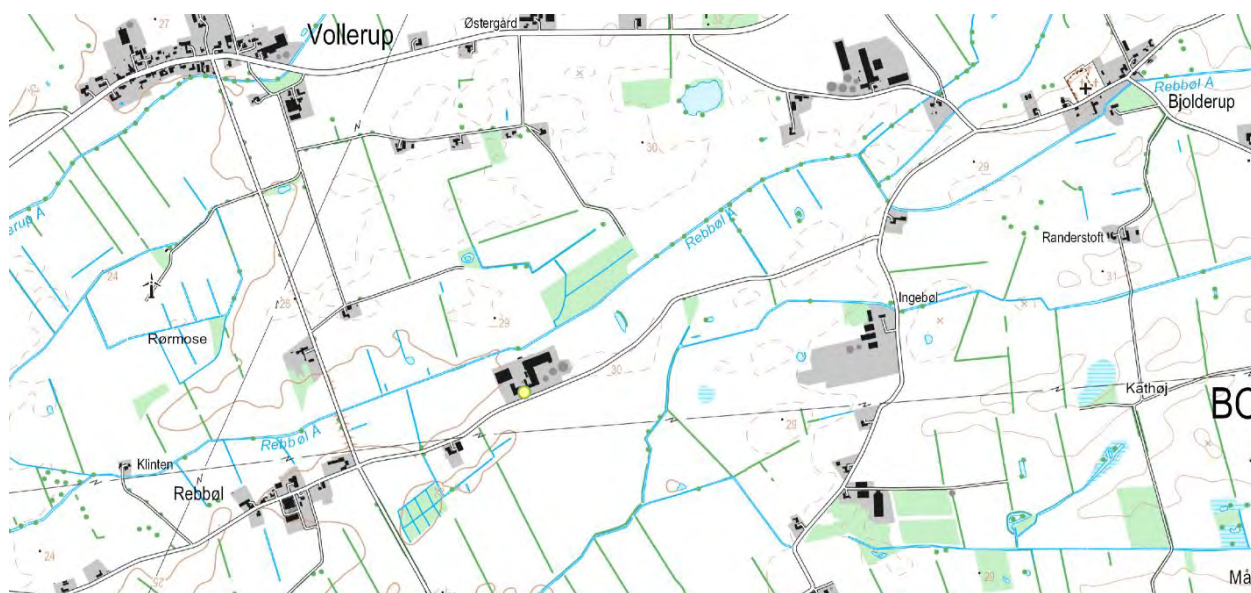 27
Vollerup
Østergård
32
Rebbøl A
Bjolderup
30
29
Rebbøl A
Randerstoft
31
24
26
Ingebøl
Rørmose
29
30
Kathøj
BO
29
Rebbøl A
Klinten
Rebbøl
24
25
29
Må